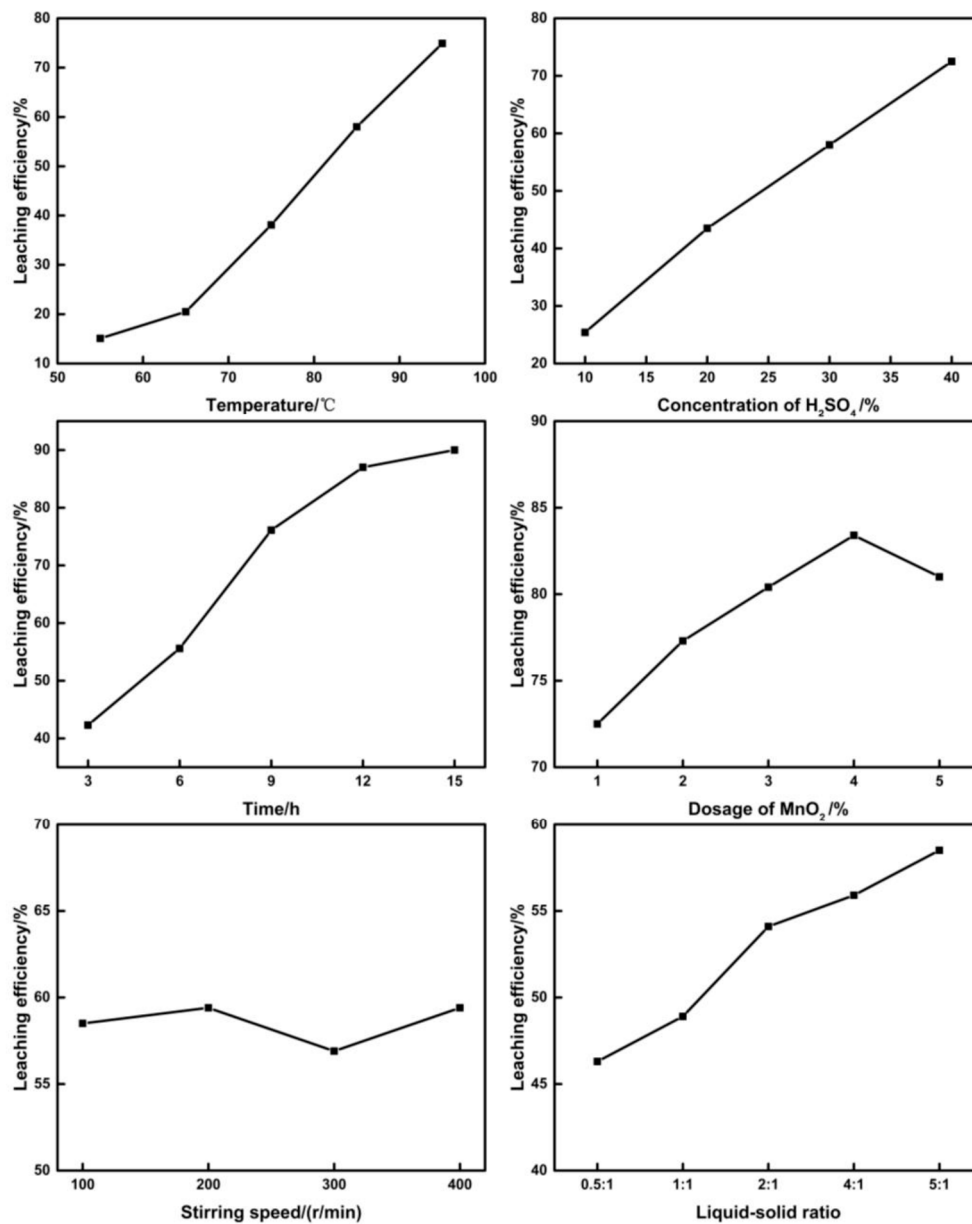 80
70
60
50
40
30
20
10
Leaching efficiency/%
50 60 70 80 90 100
Temperature/℃
80
70
60
50
40
30
20
Leaching efficiency/%
10 15 20 25 30 35 40
Concentration of H₂SO₄/%
90
80
70
60
50
40
Leaching efficiency/%
3 6 9 12 15
Time/h
90
85
80
75
70
Leaching efficiency/%
1 2 3 4 5
Dosage of MnO₂/%
70
65
60
55
50
Leaching efficiency/%
100 200 300 400
Stirring speed/(r/min)
60
55
50
45
40
Leaching efficiency/%
0.5:1 1:1 2:1 4:1 5:1
Liquid-solid ratio